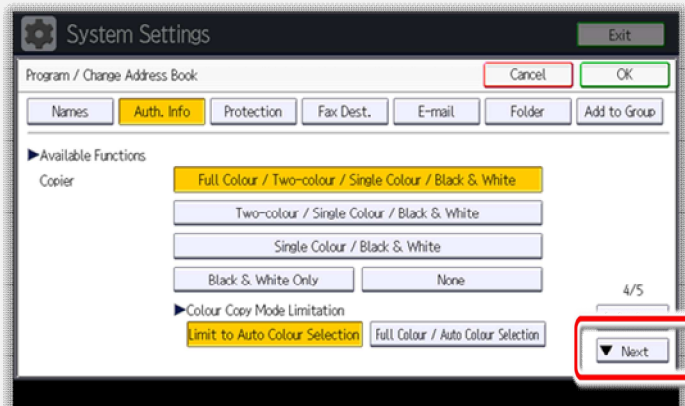 System Settings
Exit
Program / Change Address Book
Cancel
OK
Names
Auth. Info
Protection
Fax Dest.
E-mail
Folder
Add to Group
▶Available Functions
Copier
Full Colour / Two-colour / Single Colour / Black & White
Two-colour / Single Colour / Black & White
Single Colour / Black & White
Black & White Only
None
4/5
▶Colour Copy Mode Limitation
Limit to Auto Colour Selection
Full Colour / Auto Colour Selection
▼ Next